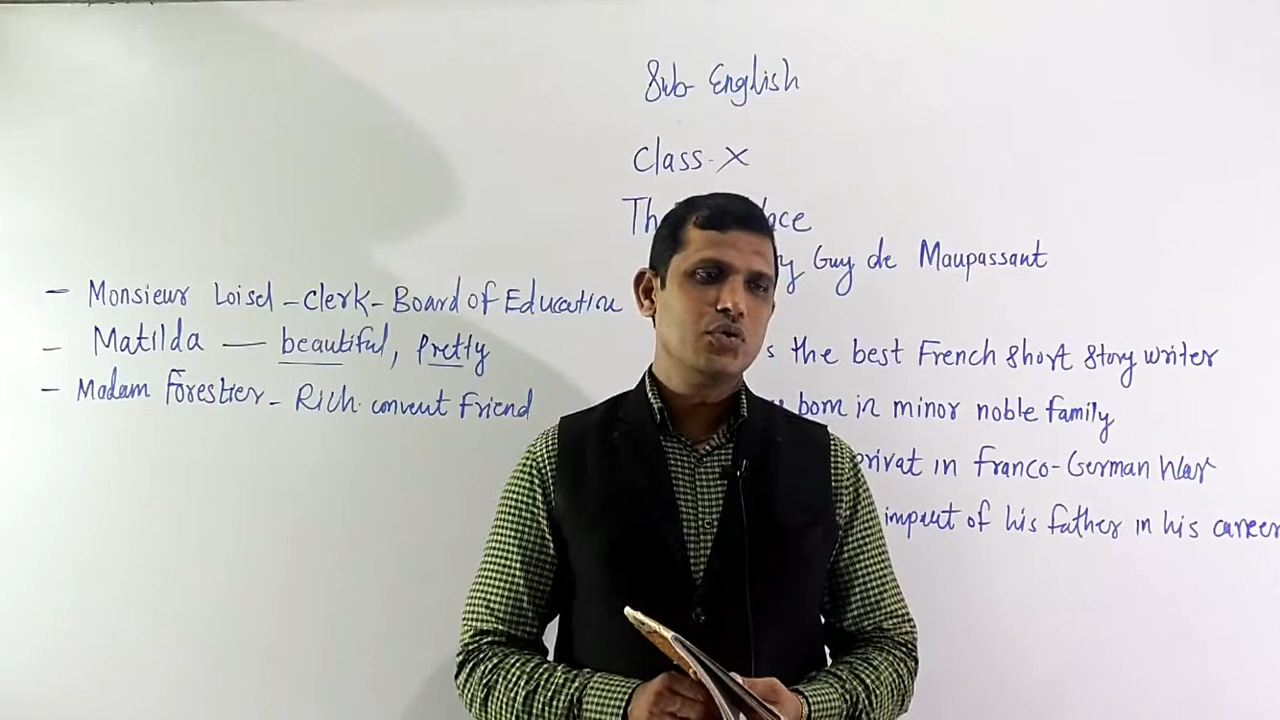 Sub- English
Class-X
Th ace
y Guy de Maupassant
- Monsieur Loisel - Clerk - Board of Education
- Matilda — beautiful, Pretty
- Madam Forestier - Rich. convent Friend
s the best French short story writer
born in minor noble family
privat in Franco-German War
impact of his father in his career